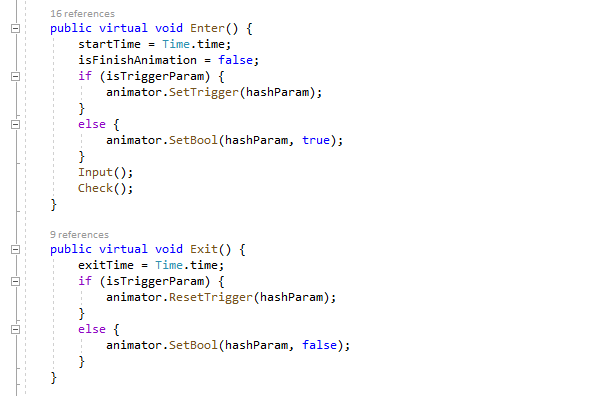 16 references
public virtual void Enter() {
startTime = Time.time;
isFinishAnimation = false;
if (isTriggerParam) {
animator.SetTrigger(hashParam);
}
else {
animator.SetBool(hashParam, true);
}
Input();
Check();
}
9 references
public virtual void Exit() {
exitTime = Time.time;
if (isTriggerParam) {
animator.ResetTrigger(hashParam);
}
else {
animator.SetBool(hashParam, false);
}
}